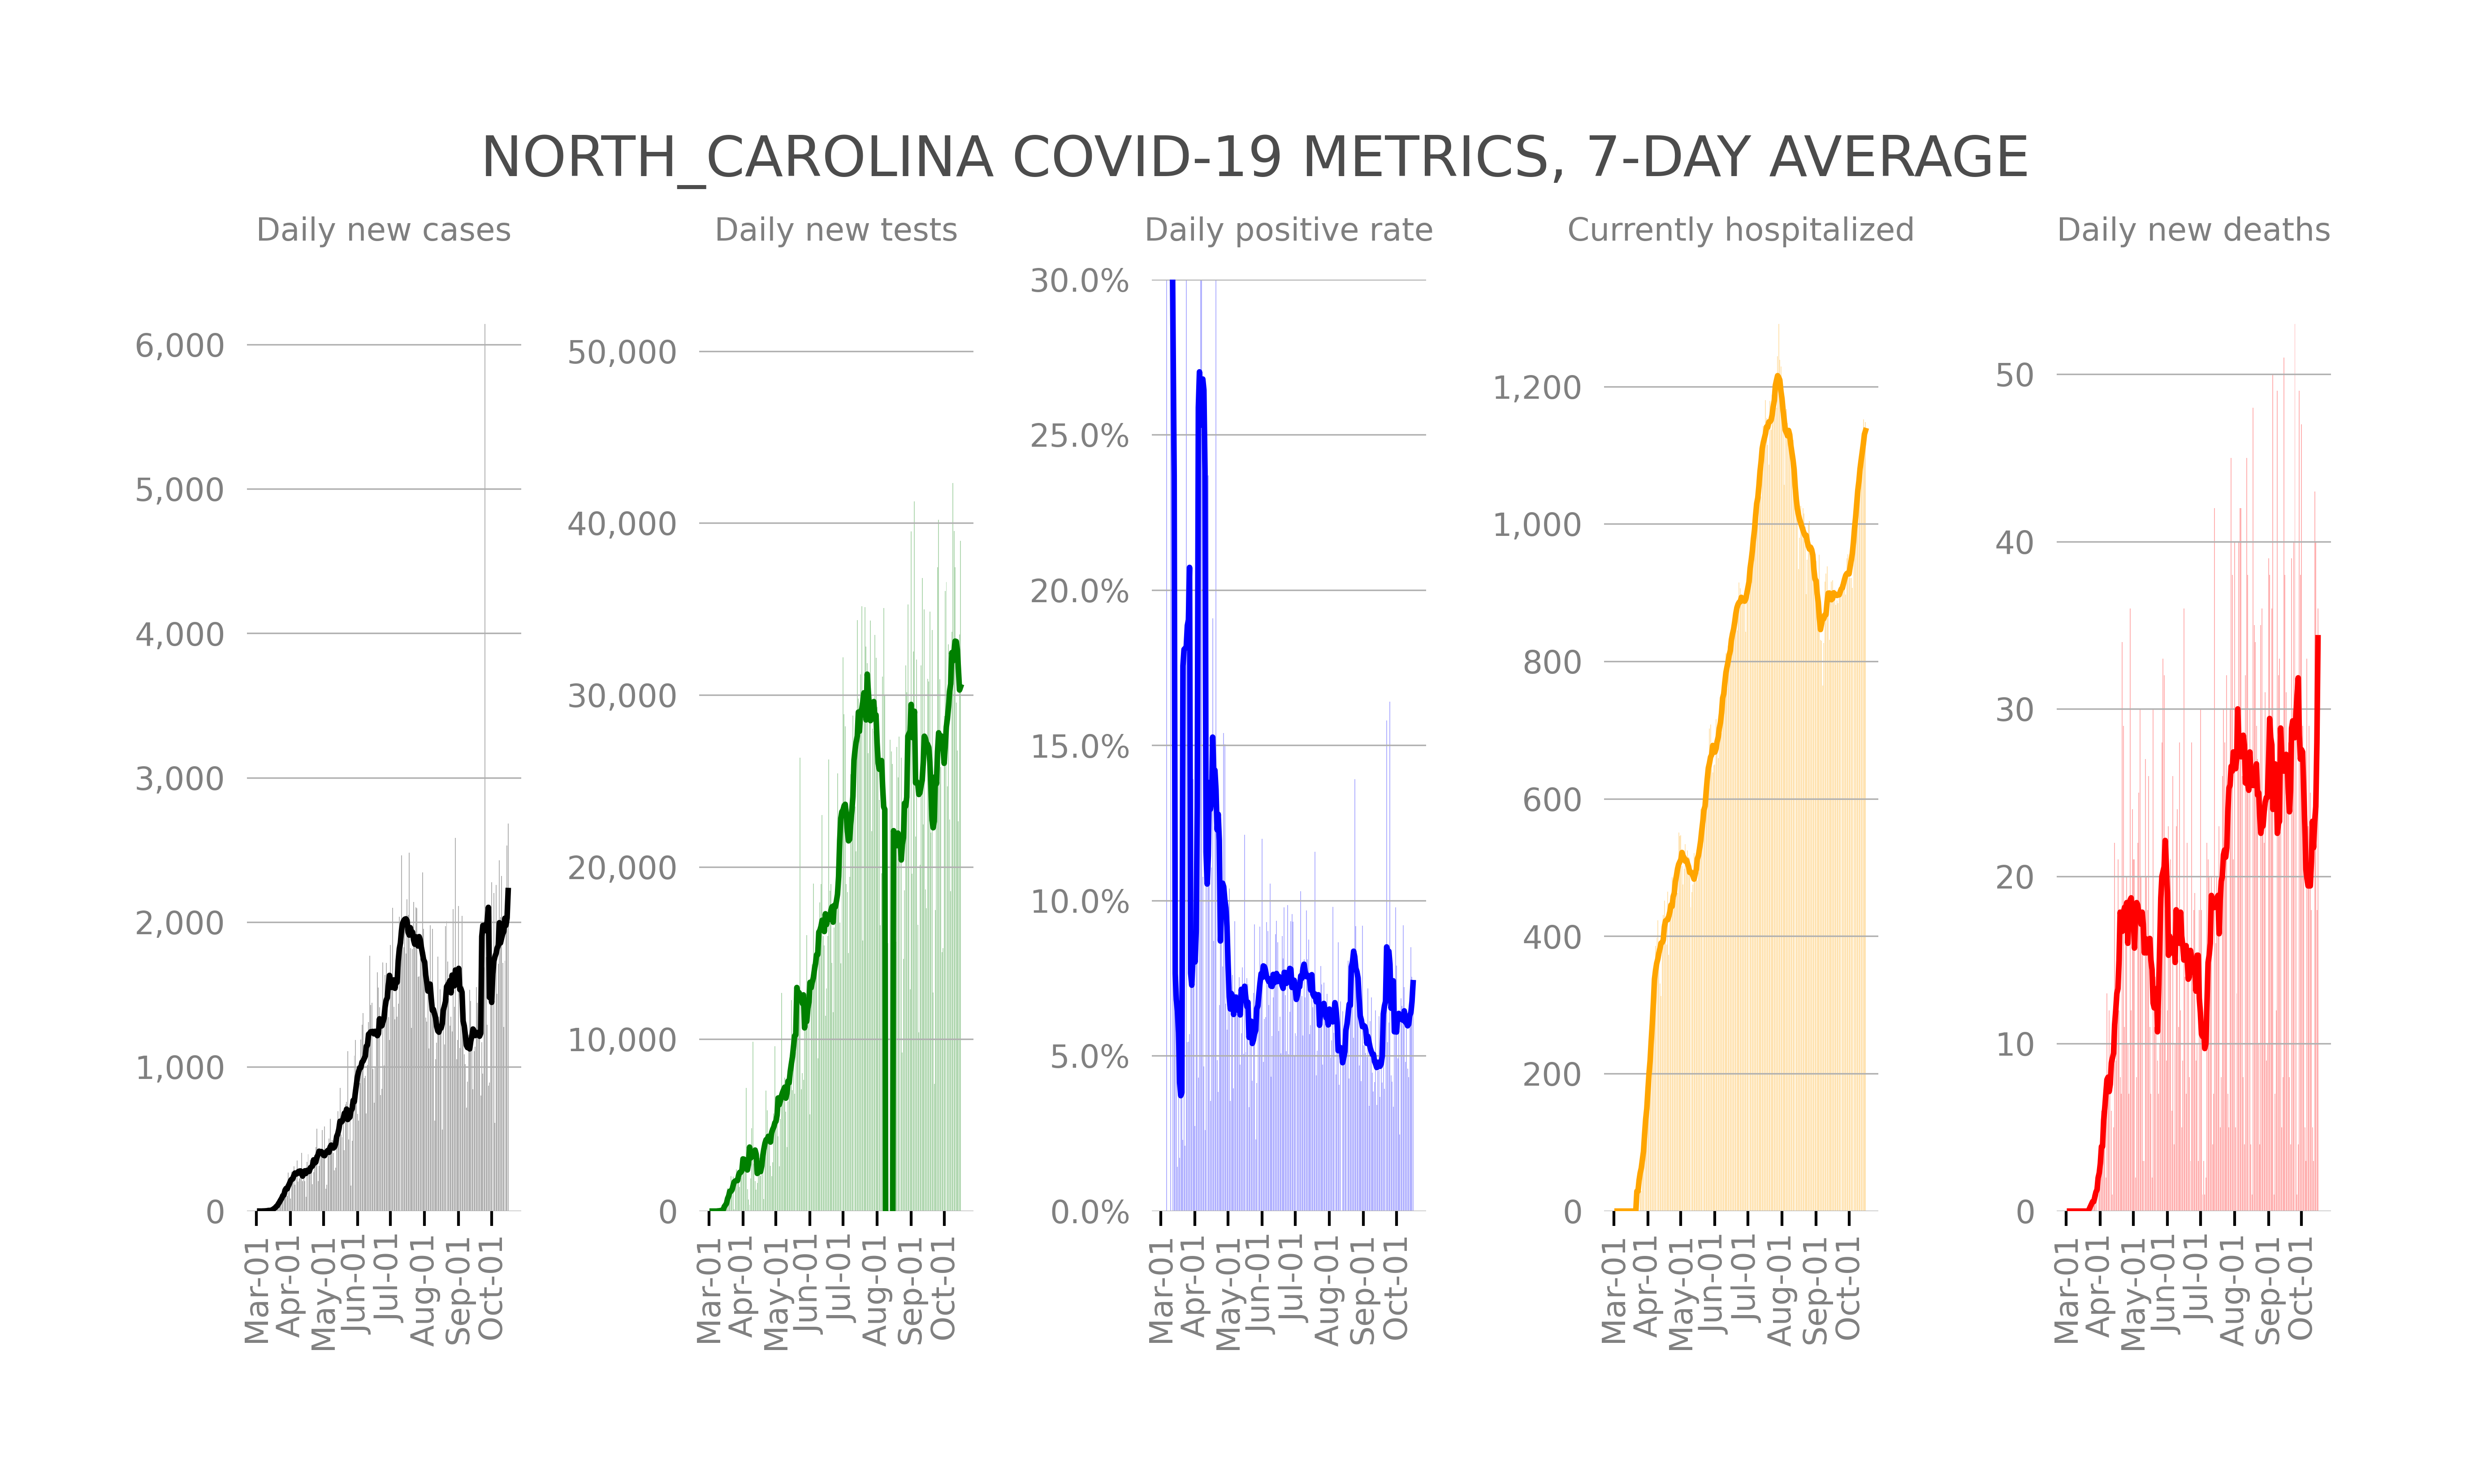 NORTH_CAROLINA COVID-19 METRICS, 7-DAY AVERAGE
Daily new cases
6,000
5,000
4,000
3,000
2,000
1,000
0
Mar-01
Apr-01
May-01
Jun-01
Jul-01
Aug-01
Sep-01
Oct-01
Daily new tests
50,000
40,000
30,000
20,000
10,000
0
Mar-01
Apr-01
May-01
Jun-01
Jul-01
Aug-01
Sep-01
Oct-01
Daily positive rate
30.0%
25.0%
20.0%
15.0%
10.0%
5.0%
0.0%
Mar-01
Apr-01
May-01
Jun-01
Jul-01
Aug-01
Sep-01
Oct-01
Currently hospitalized
1,200
1,000
800
600
400
200
0
Mar-01
Apr-01
May-01
Jun-01
Jul-01
Aug-01
Sep-01
Oct-01
Daily new deaths
50
40
30
20
10
0
Mar-01
Apr-01
May-01
Jun-01
Jul-01
Aug-01
Sep-01
Oct-01